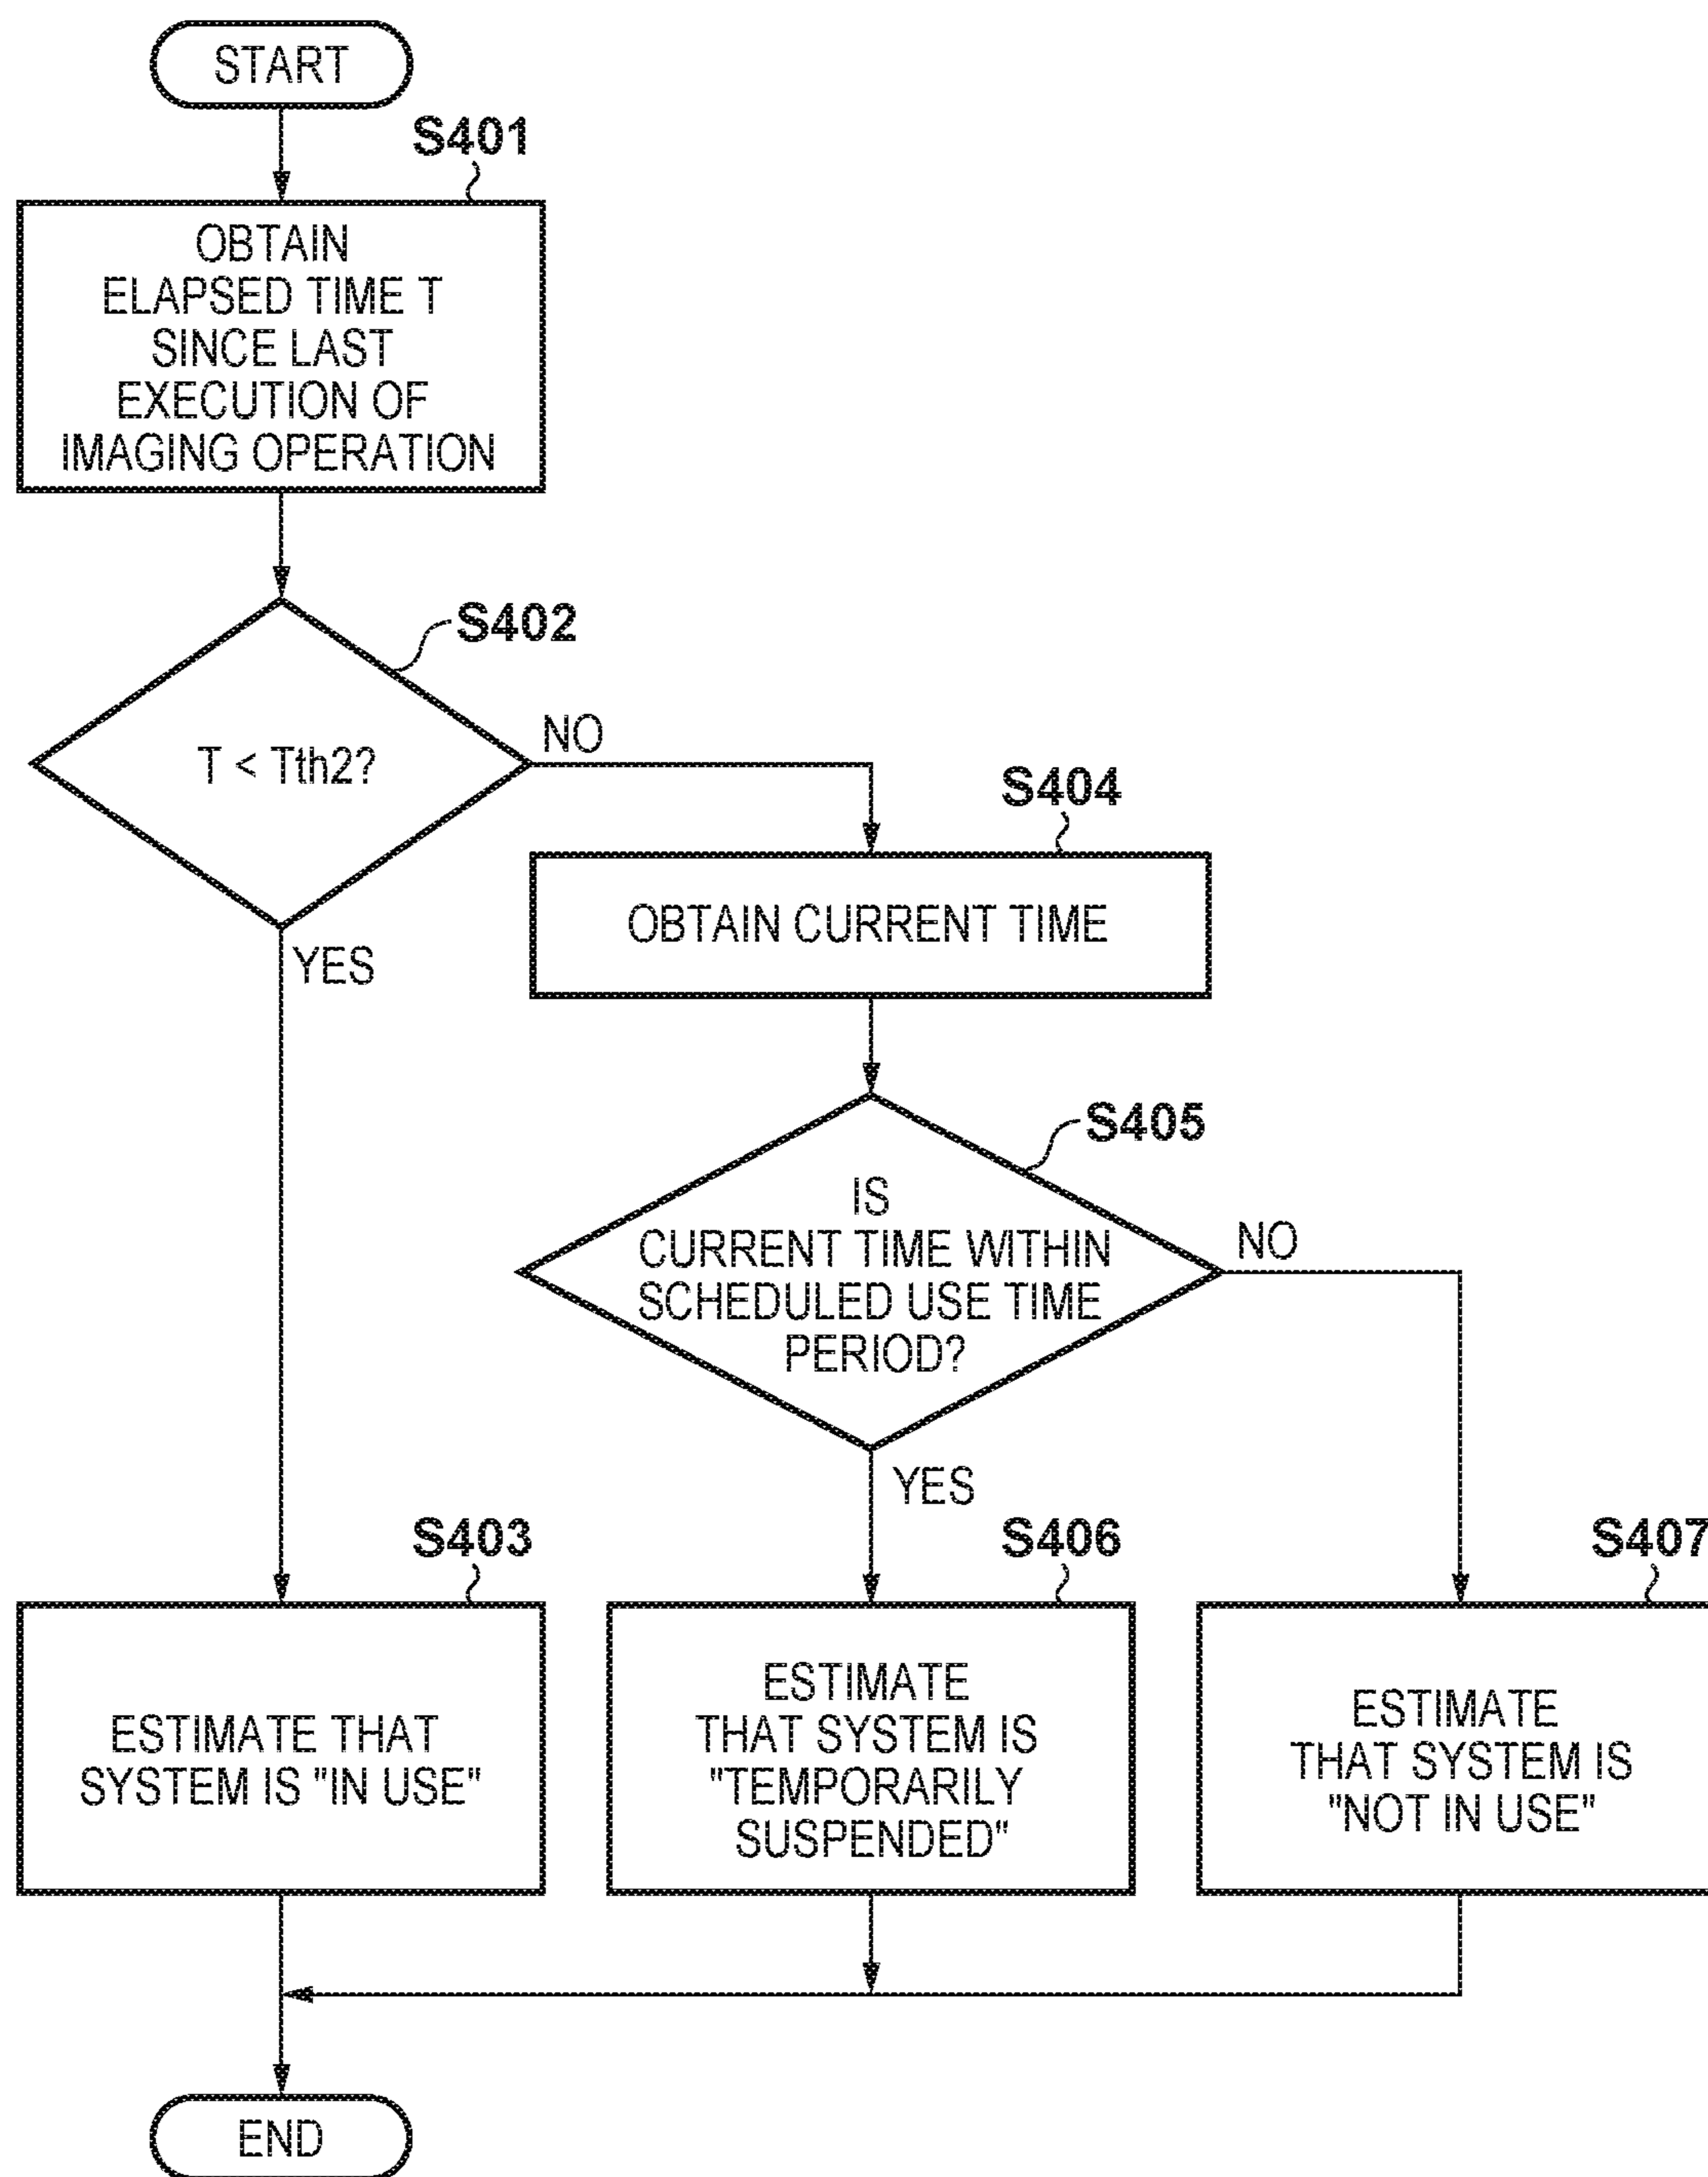 START
S401
OBTAIN
ELAPSED TIME T
SINCE LAST
EXECUTION OF
IMAGING OPERATION
S402
T < Tth2?
NO
YES
S404
OBTAIN CURRENT TIME
S405
IS
CURRENT TIME WITHIN
SCHEDULED USE TIME
PERIOD?
NO
YES
S403
ESTIMATE THAT
SYSTEM IS "IN USE"
S406
ESTIMATE
THAT SYSTEM IS
"TEMPORARILY
SUSPENDED"
S407
ESTIMATE
THAT SYSTEM IS
"NOT IN USE"
END